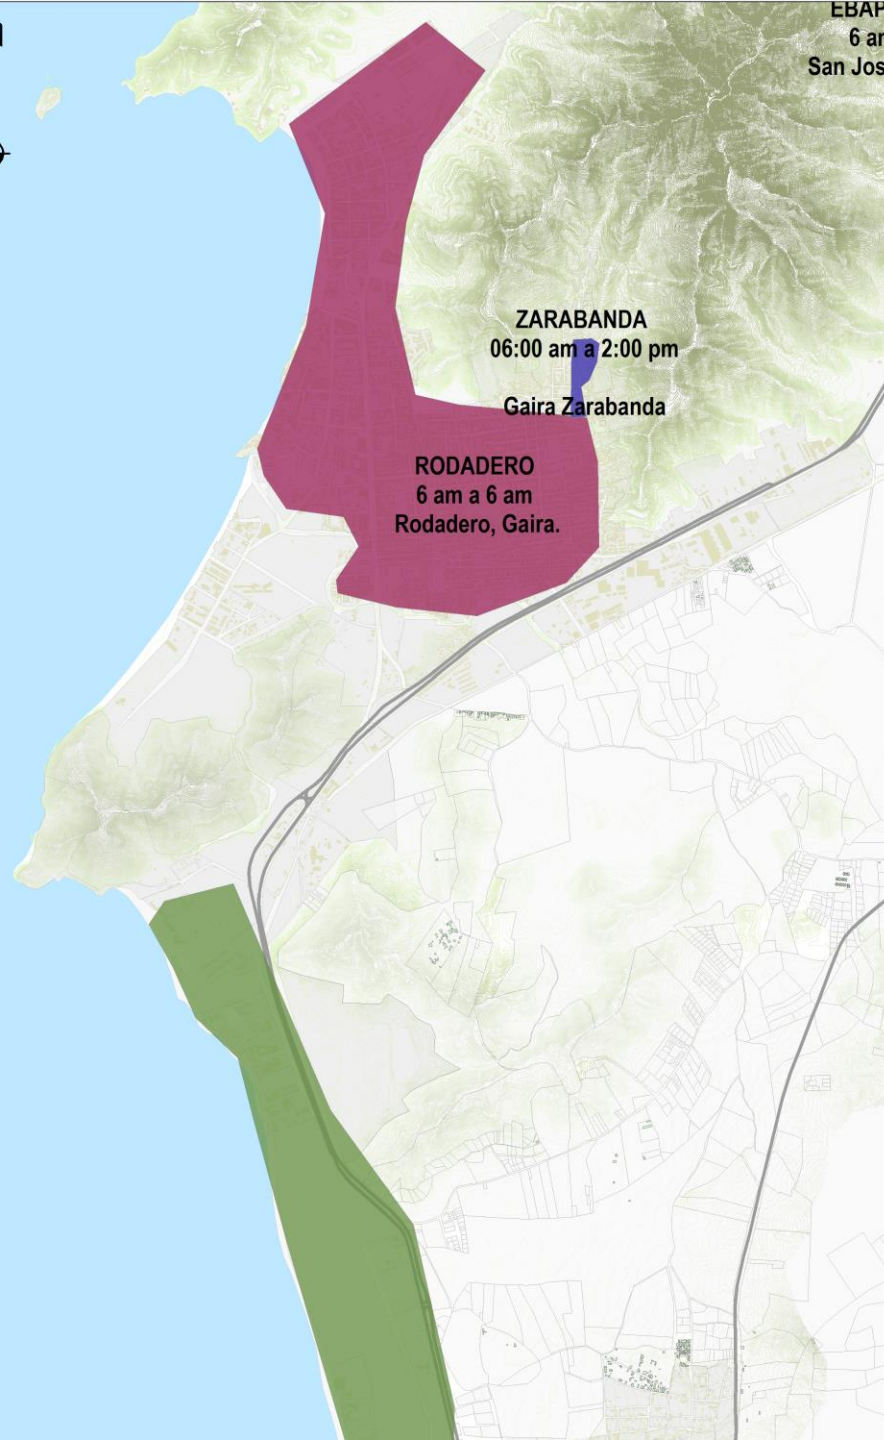 EBAP
6 am
San Jos
ZARABANDA
06:00 am a 2:00 pm
Gaira Zarabanda
RODADERO
6 am a 6 am
Rodadero, Gaira.